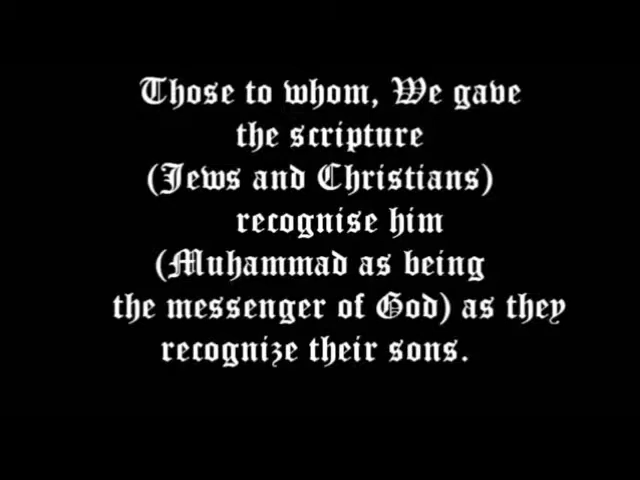 Those to whom, We gave
the scripture
(Jews and Christians)
recognise him
(Muhammad as being
the messenger of God) as they
recognize their sons.